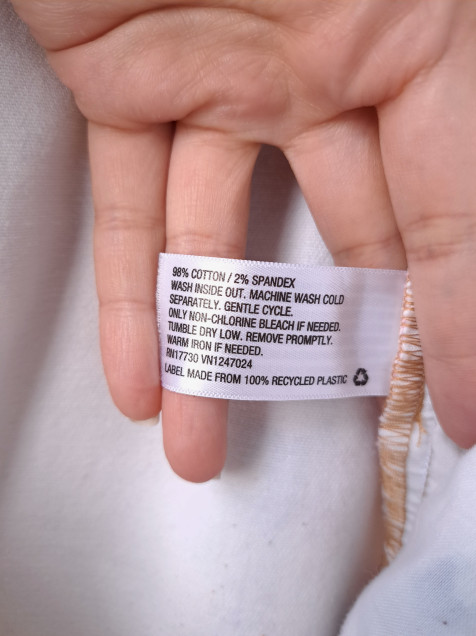 98% COTTON / 2% SPANDEX
WASH INSIDE OUT. MACHINE WASH COLD
SEPARATELY. GENTLE CYCLE.
ONLY NON-CHLORINE BLEACH IF NEEDED.
TUMBLE DRY LOW. REMOVE PROMPTLY.
WARM IRON IF NEEDED.
RN17730 VN1247024
LABEL MADE FROM 100% RECYCLED PLASTIC